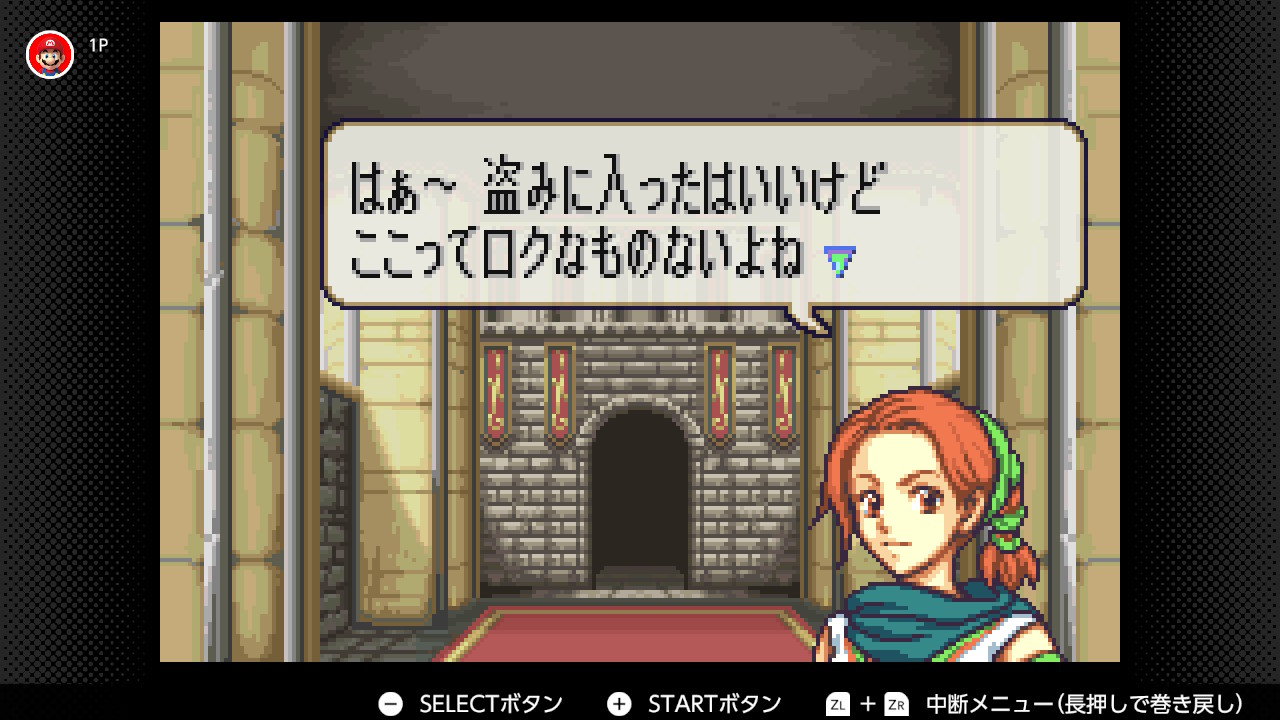 1P
はぁ～ 盗みに入ったはいいけど
ここってロクなものないよね
SELECTボタン
STARTボタン
ZL + ZR 中断メニュー(長押しで巻き戻し)